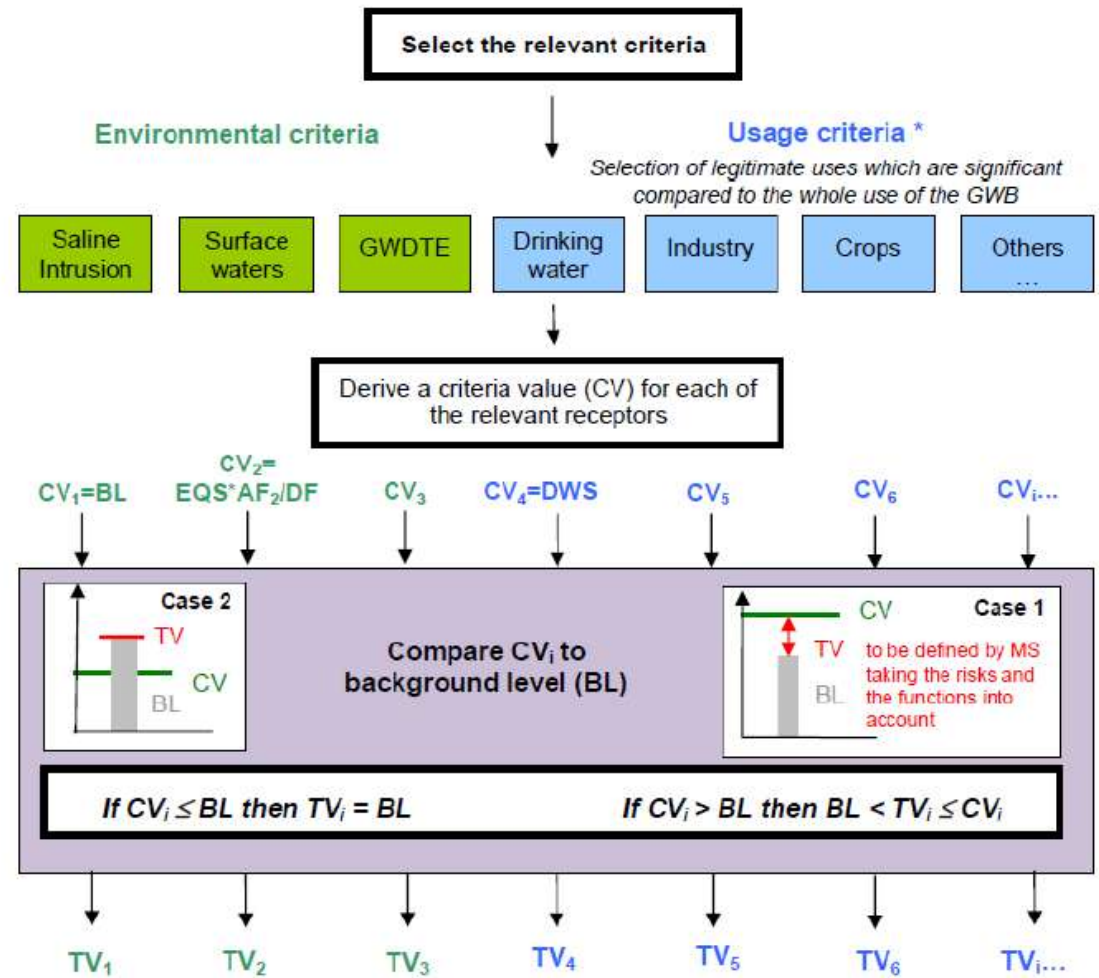 Select the relevant criteria
Environmental criteria
Usage criteria *
Selection of legitimate uses which are significant
compared to the whole use of the GWB
Saline
Intrusion
Surface
waters
GWDTE
Drinking
water
Industry
Crops
Others
...
Derive a criteria value (CV) for each of
the relevant receptors
CV₁=BL
CV₂=
EQS*AF₂/DF
CV₃
CV₄=DWS
CV₅
CV₆
CVᵢ...
Case 2
TV
CV
BL
Compare CVᵢ to
background level (BL)
Case 1
CV
TV
BL
to be defined by MS
taking the risks and
the functions into
account
If CVᵢ ≤ BL then TVᵢ = BL
If CVᵢ > BL then BL < TVᵢ ≤ CVᵢ
TV₁
TV₂
TV₃
TV₄
TV₅
TV₆
TVᵢ...